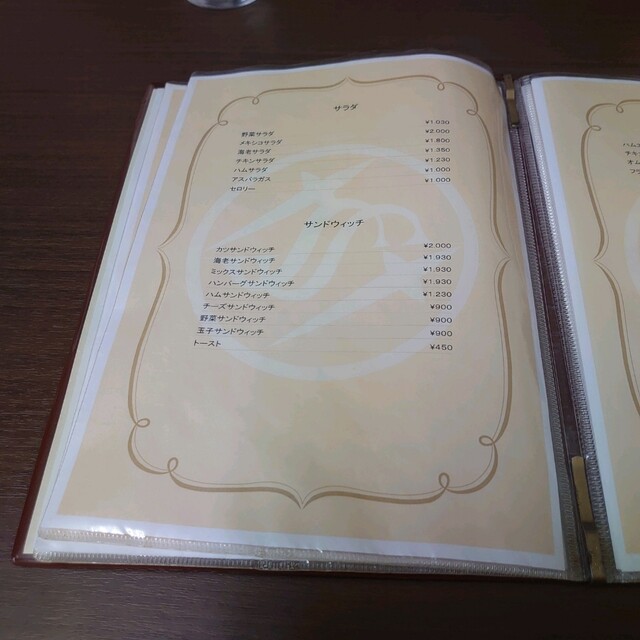 サラダ
野菜サラダ ¥1,030
メキシコサラダ ¥2,000
海老サラダ ¥1,850
チキンサラダ ¥1,350
ハムサラダ ¥1,230
アスパラガス ¥1,000
セロリー ¥1,000
サンドウィッチ
カツサンドウィッチ ¥2,000
海老サンドウィッチ ¥1,930
ミックスサンドウィッチ ¥1,930
ハンバーグサンドウィッチ ¥1,930
ハムサンドウィッチ ¥1,230
チーズサンドウィッチ ¥900
野菜サンドウィッチ ¥900
玉子サンドウィッチ ¥900
トースト ¥450